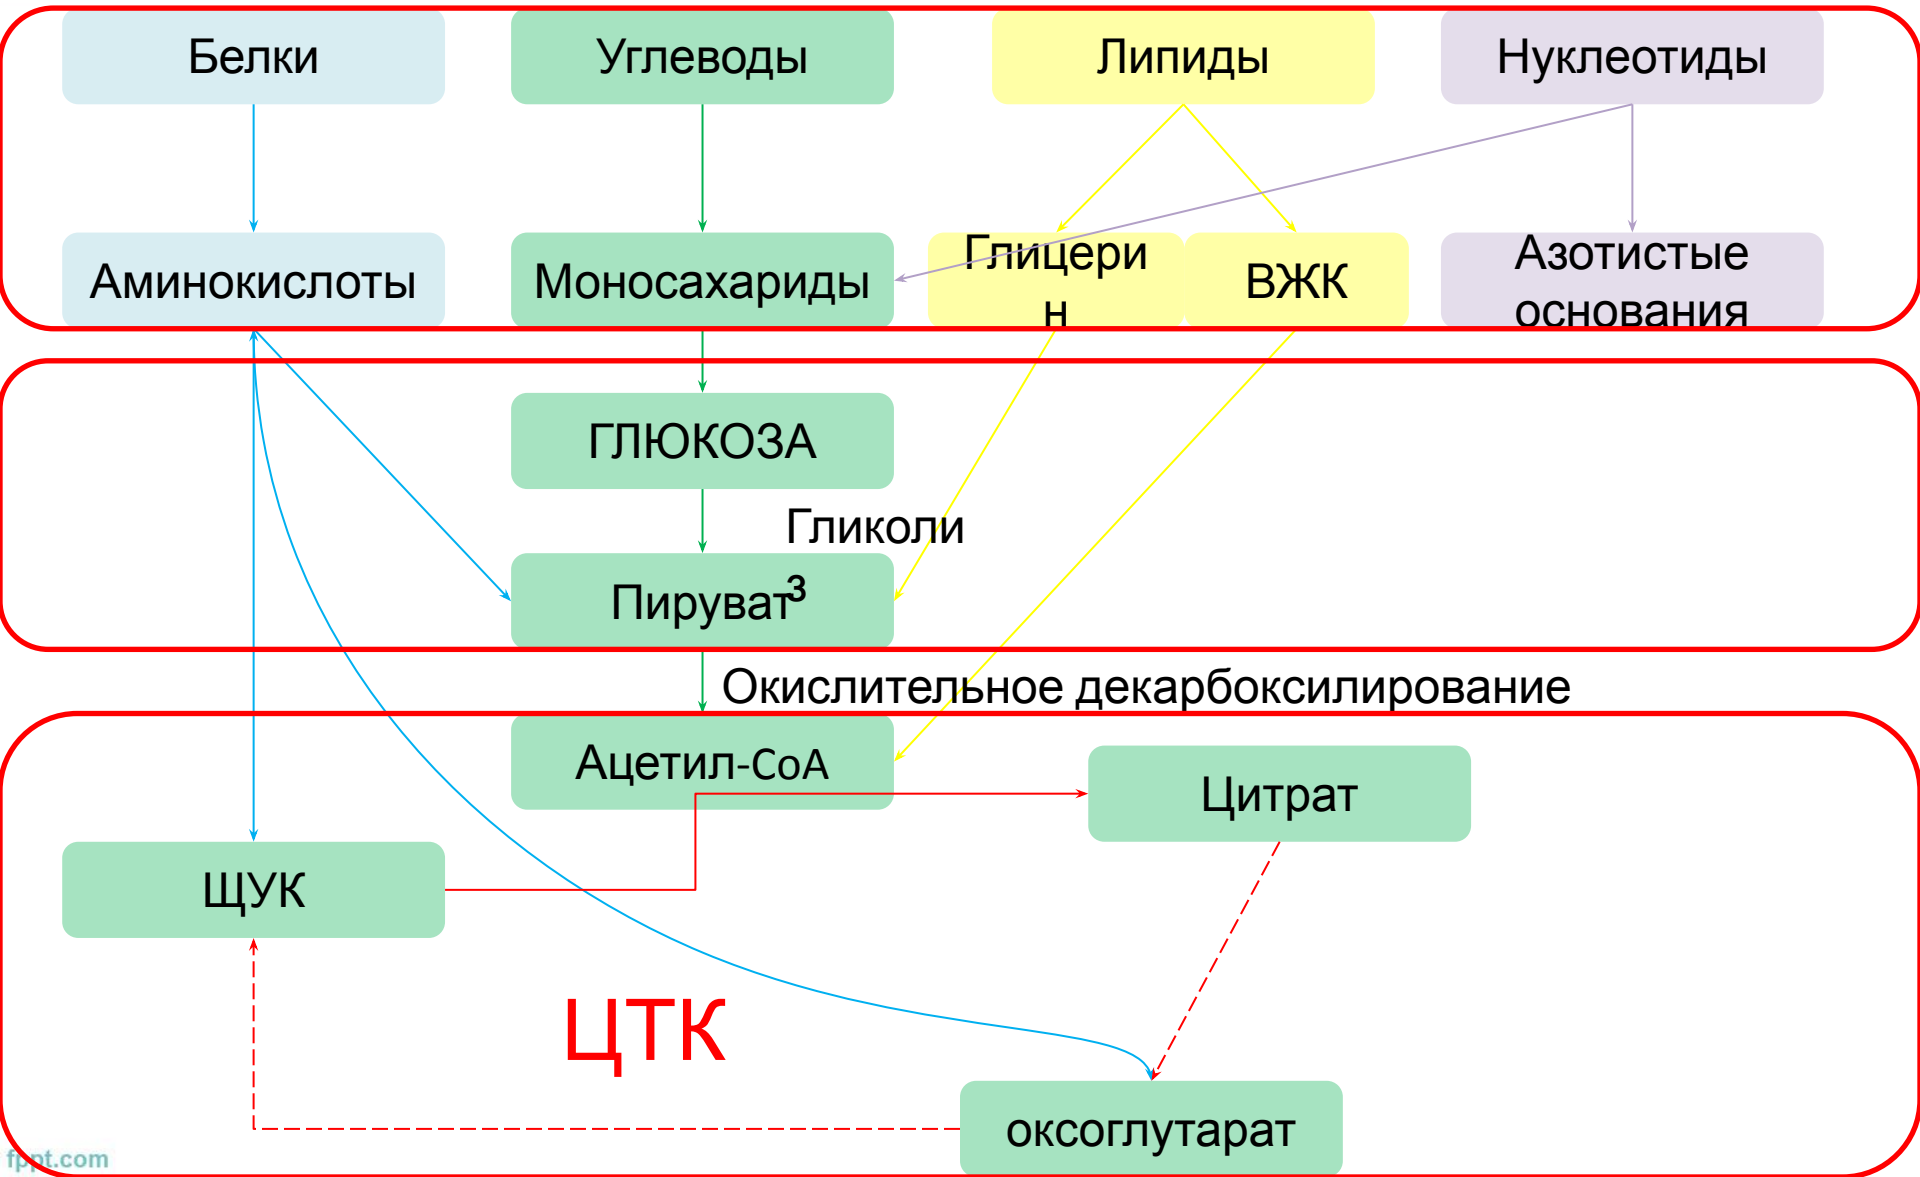 Белки
Углеводы
Липиды
Нуклеотиды
Аминокислоты
Моносахариды
Глицери
н
ВЖК
Азотистые
основания
ГЛЮКОЗА
Гликоли
з
Пируват
Окислительное декарбоксилирование
Ацетил-CoA
Цитрат
ЩУК
ЦТК
оксоглутарат
fppt.com